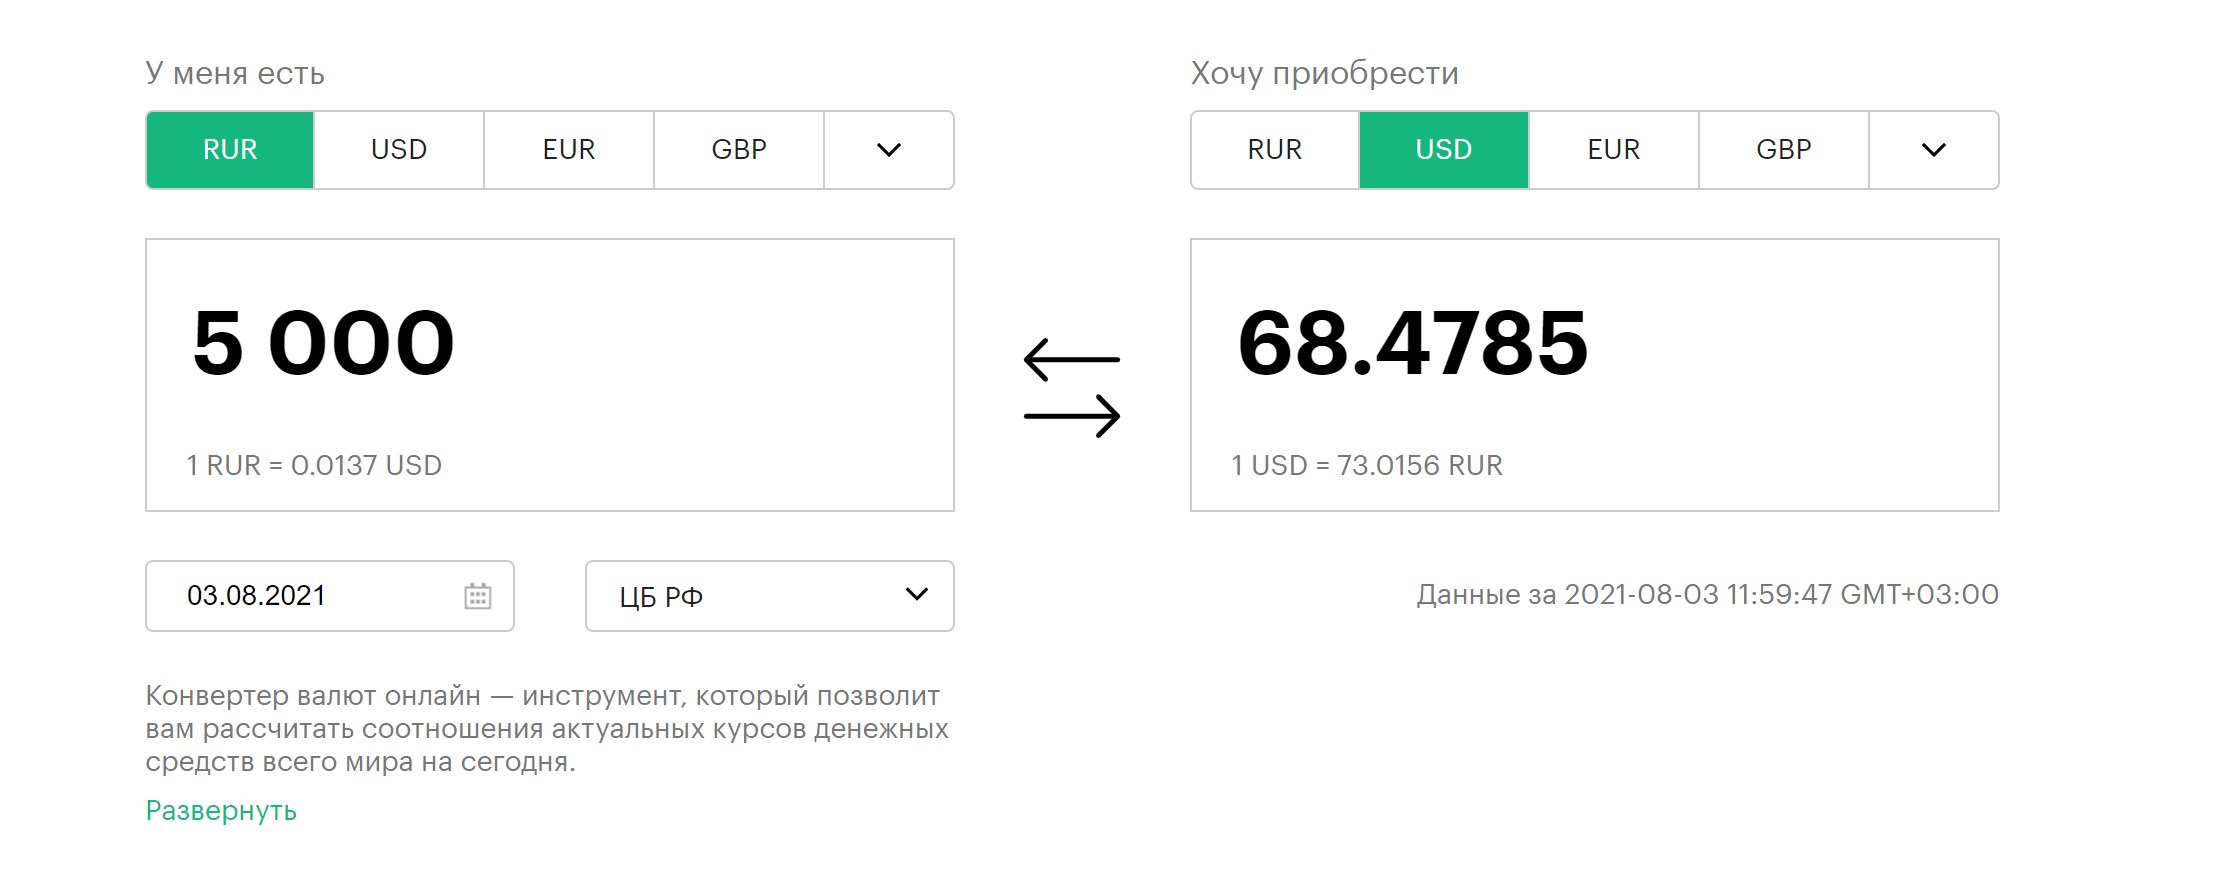 У меня есть
RUR USD EUR GBP
5 000
1 RUR = 0.0137 USD
03.08.2021
ЦБ РФ
Конвертер валют онлайн — инструмент, который позволит
вам рассчитать соотношения актуальных курсов денежных
средств всего мира на сегодня.
Развернуть
Хочу приобрести
RUR USD EUR GBP
68.4785
1 USD = 73.0156 RUR
Данные за 2021-08-03 11:59:47 GMT+03:00